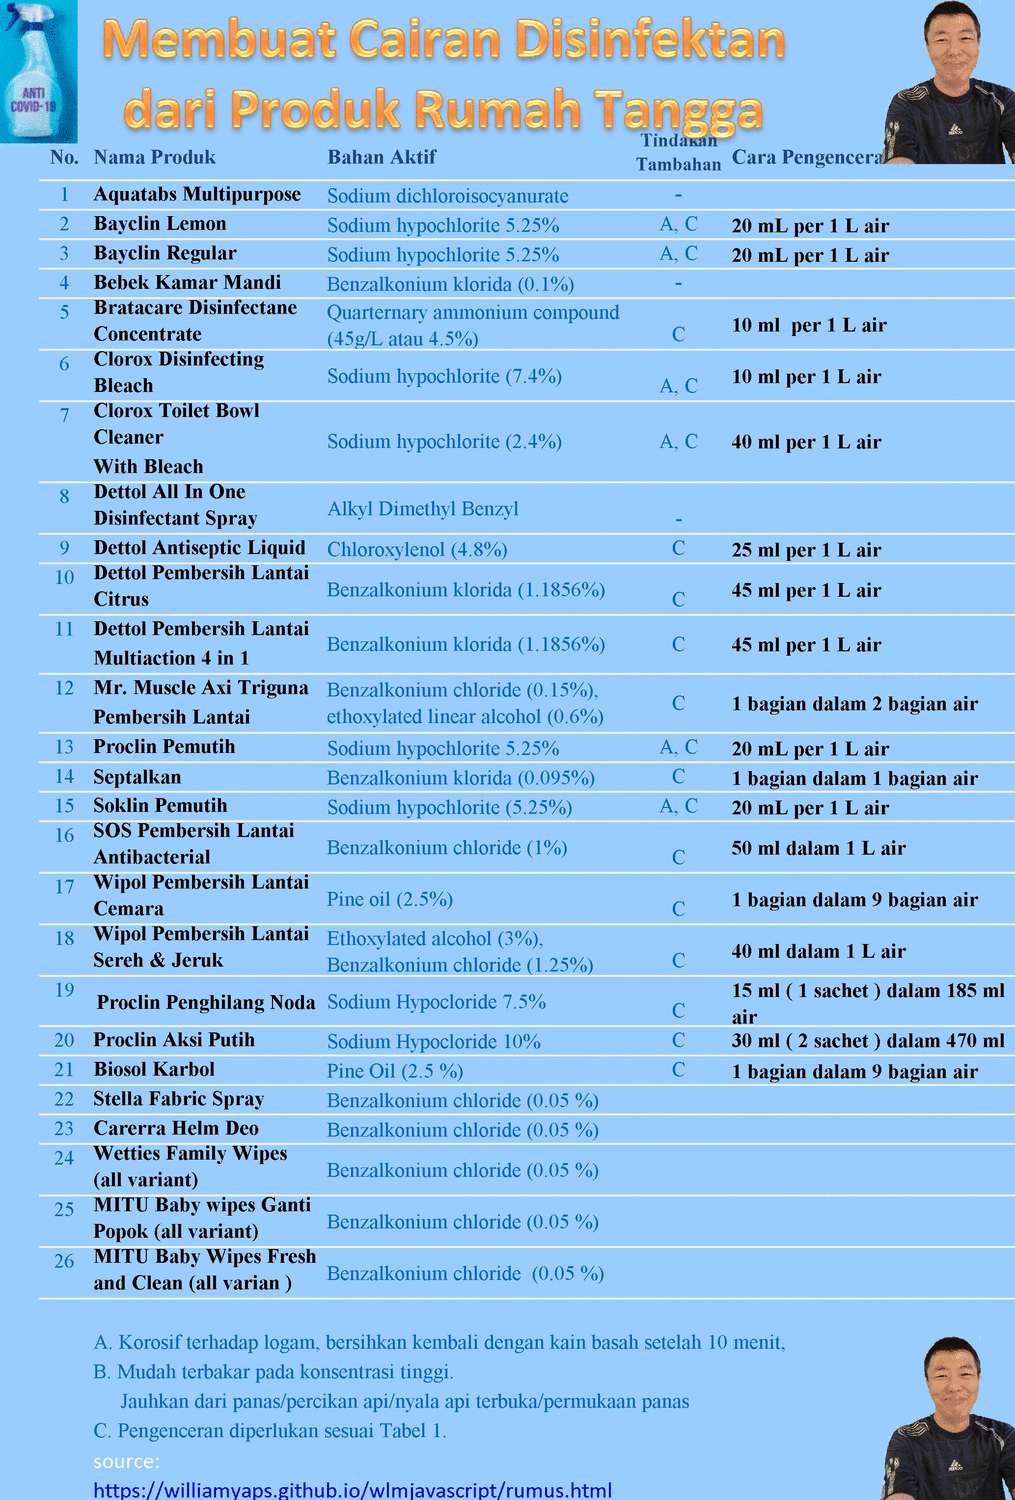 ANTI
COVID-19
Membuat Cairan Disinfektan
dari Produk Rumah Tangga
No. Nama Produk Bahan Aktif Tindakan Tambahan Cara Pengencera
1 Aquatabs Multipurpose Sodium dichloroisocyanurate -
2 Bayclin Lemon Sodium hypochlorite 5.25% A, C 20 mL per 1 L air
3 Bayclin Regular Sodium hypochlorite 5.25% A, C 20 mL per 1 L air
4 Bebek Kamar Mandi Benzalkonium klorida (0.1%) -
5 Bratacare Disinfectane Quarternary ammonium compound
Concentrate (45g/L atau 4.5%) C 10 ml per 1 L air
6 Clorox Disinfecting
Bleach Sodium hypochlorite (7.4%) A, C 10 ml per 1 L air
7 Clorox Toilet Bowl
Cleaner Sodium hypochlorite (2.4%) A, C 40 ml per 1 L air
With Bleach
8 Dettol All In One
Disinfectant Spray Alkyl Dimethyl Benzyl -
9 Dettol Antiseptic Liquid Chloroxylenol (4.8%) C 25 ml per 1 L air
10 Dettol Pembersih Lantai
Citrus Benzalkonium klorida (1.1856%) C 45 ml per 1 L air
11 Dettol Pembersih Lantai
Multiaction 4 in 1 Benzalkonium klorida (1.1856%) C 45 ml per 1 L air
12 Mr. Muscle Axi Triguna Benzalkonium chloride (0.15%),
Pembersih Lantai ethoxylated linear alcohol (0.6%) C 1 bagian dalam 2 bagian air
13 Proclin Pemutih Sodium hypochlorite 5.25% A, C 20 mL per 1 L air
14 Septalkan Benzalkonium klorida (0.095%) C 1 bagian dalam 1 bagian air
15 Soklin Pemutih Sodium hypochlorite (5.25%) A, C 20 mL per 1 L air
16 SOS Pembersih Lantai
Antibacterial Benzalkonium chloride (1%) C 50 ml dalam 1 L air
17 Wipol Pembersih Lantai
Cemara Pine oil (2.5%) C 1 bagian dalam 9 bagian air
18 Wipol Pembersih Lantai Ethoxylated alcohol (3%),
Sereh & Jeruk Benzalkonium chloride (1.25%) C 40 ml dalam 1 L air
19 Proclin Penghilang Noda Sodium Hypocloride 7.5% C 15 ml ( 1 sachet ) dalam 185 ml
air
20 Proclin Aksi Putih Sodium Hypocloride 10% C 30 ml ( 2 sachet ) dalam 470 ml
21 Biosol Karbol Pine Oil (2.5 %) C 1 bagian dalam 9 bagian air
22 Stella Fabric Spray Benzalkonium chloride (0.05 %)
23 Carerra Helm Deo Benzalkonium chloride (0.05 %)
24 Wetties Family Wipes
(all variant) Benzalkonium chloride (0.05 %)
25 MITU Baby wipes Ganti
Popok (all variant) Benzalkonium chloride (0.05 %)
26 MITU Baby Wipes Fresh
and Clean (all varian ) Benzalkonium chloride (0.05 %)
A. Korosif terhadap logam, bersihkan kembali dengan kain basah setelah 10 menit,
B. Mudah terbakar pada konsentrasi tinggi.
Jauhkan dari panas/percikan api/nyala api terbuka/permukaan panas
C. Pengenceran diperlukan sesuai Tabel 1.
source:
https://williamyaps.github.io/wlmjavascript/rumus.html